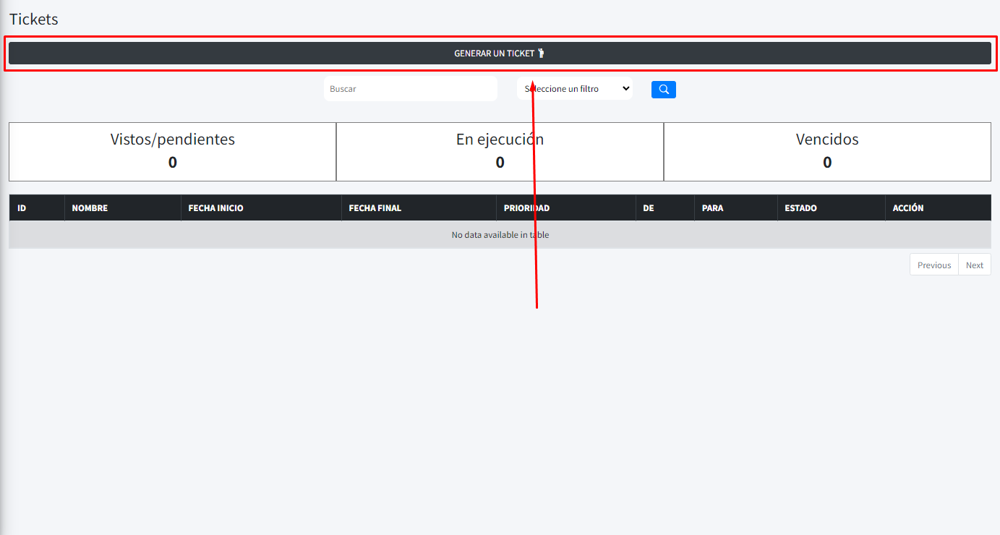 Tickets
GENERAR UN TICKET
Buscar
Seleccione un filtro
Vistos/pendientes
En ejecución
Vencidos
0
0
0
ID NOMBRE FECHA INICIO FECHA FINAL PRIORIDAD DE PARA ESTADO ACCIÓN
No data available in table
Previous Next